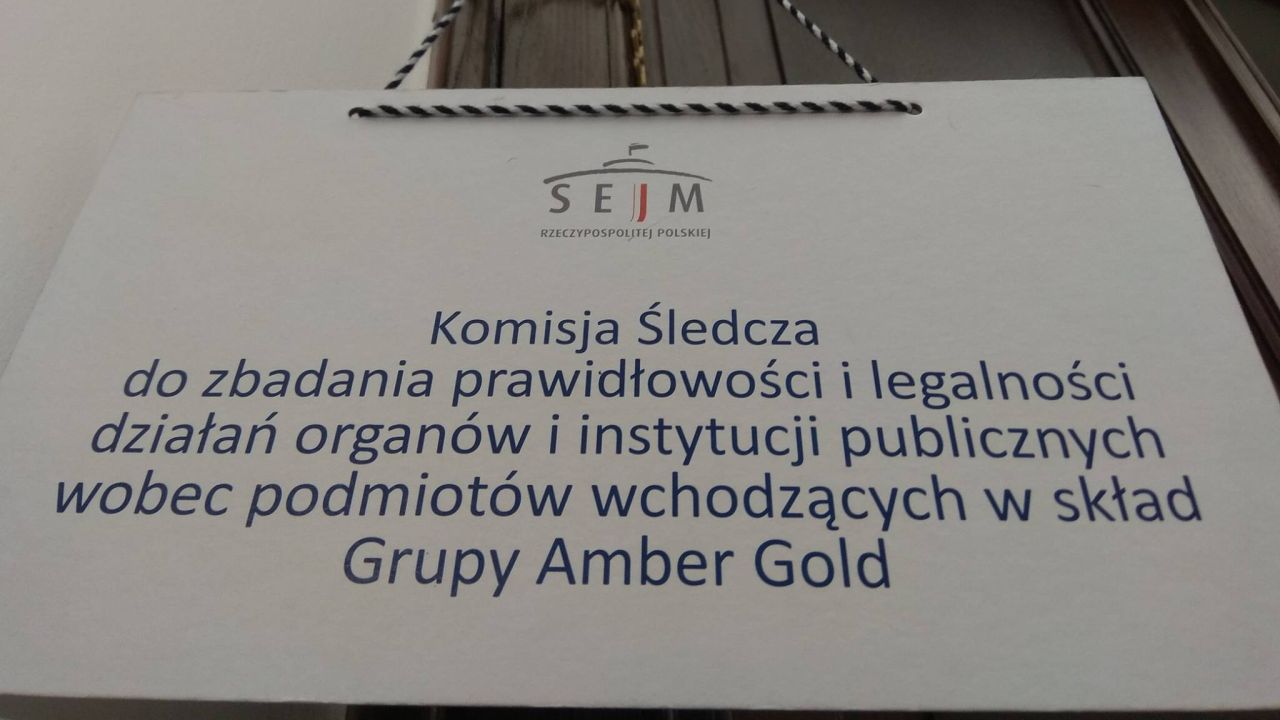 SEJM
RZECZYPOSPOLITEJ POLSKIEJ
Komisja Śledcza
do zbadania prawidłowości i legalności
działań organów i instytucji publicznych
wobec podmiotów wchodzących w skład
Grupy Amber Gold